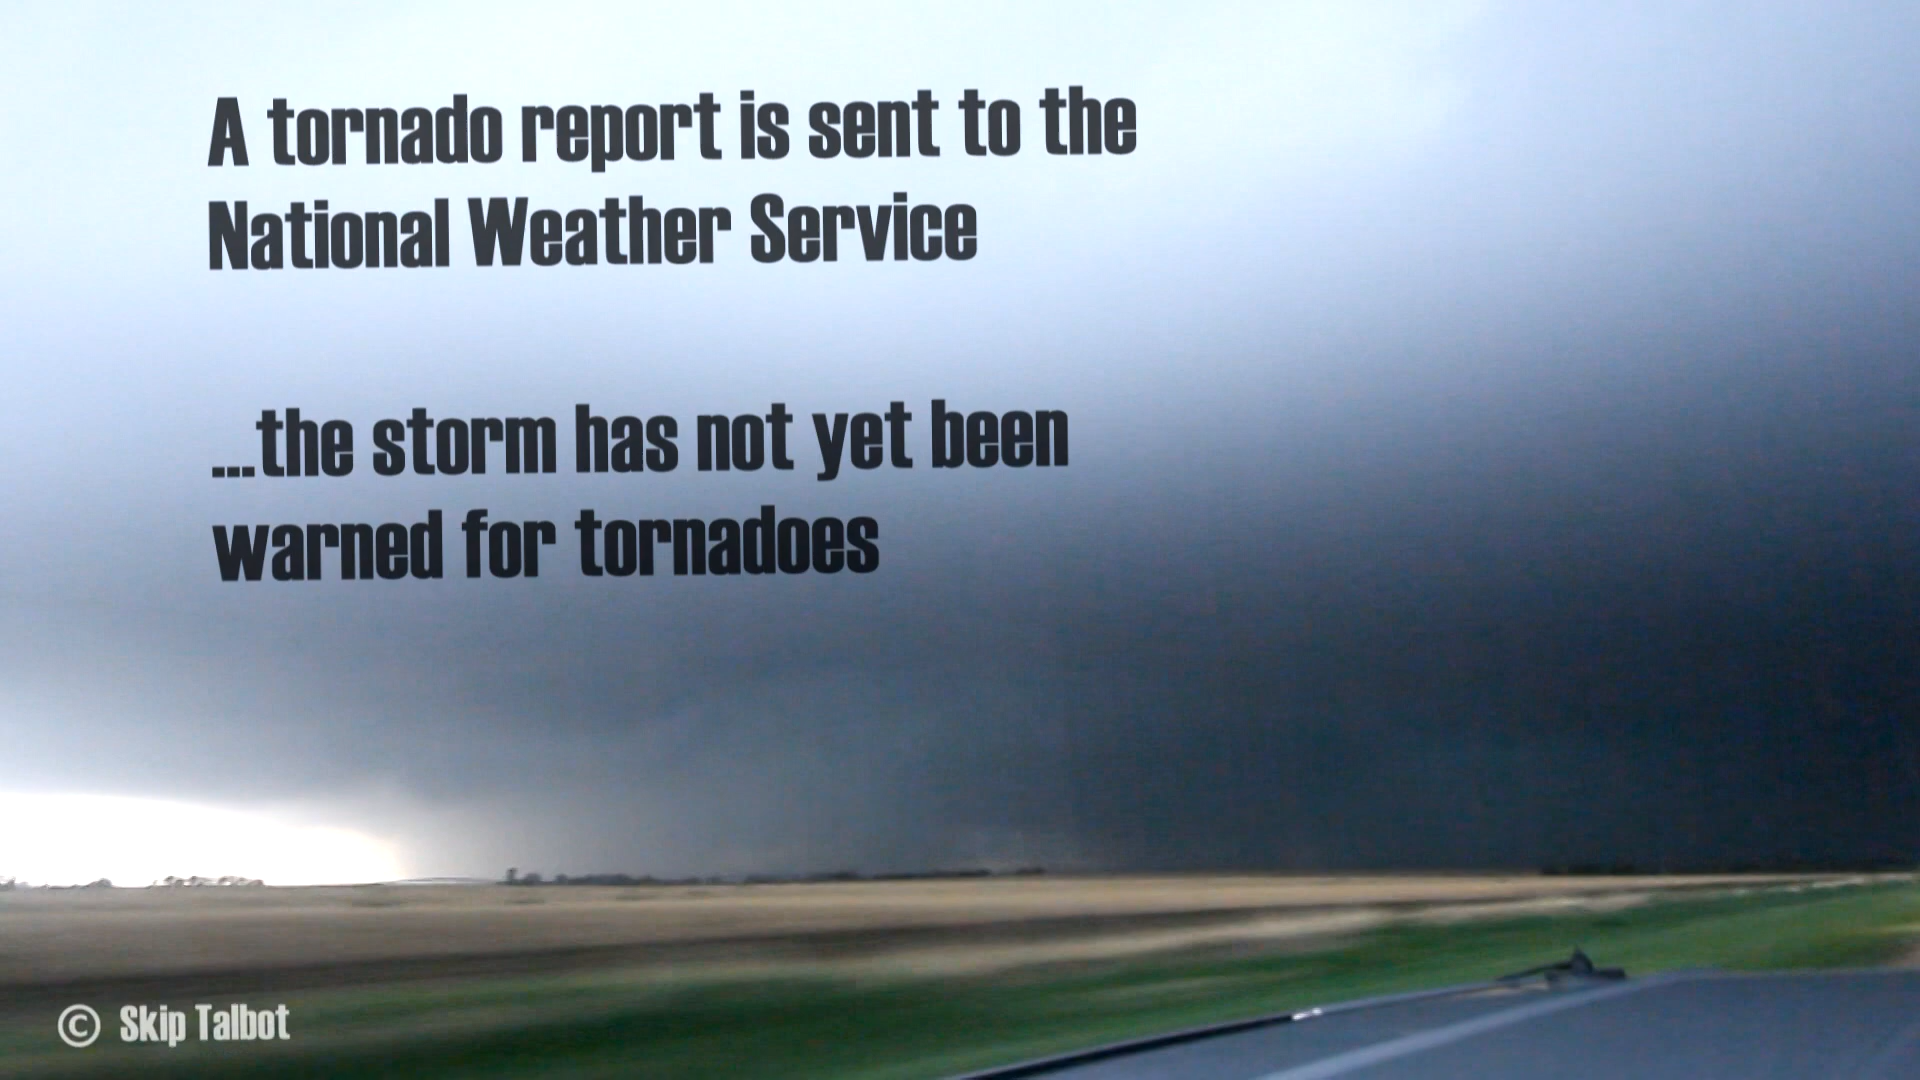 A tornado report is sent to the
National Weather Service
...the storm has not yet been
warned for tornadoes
© Skip Talbot